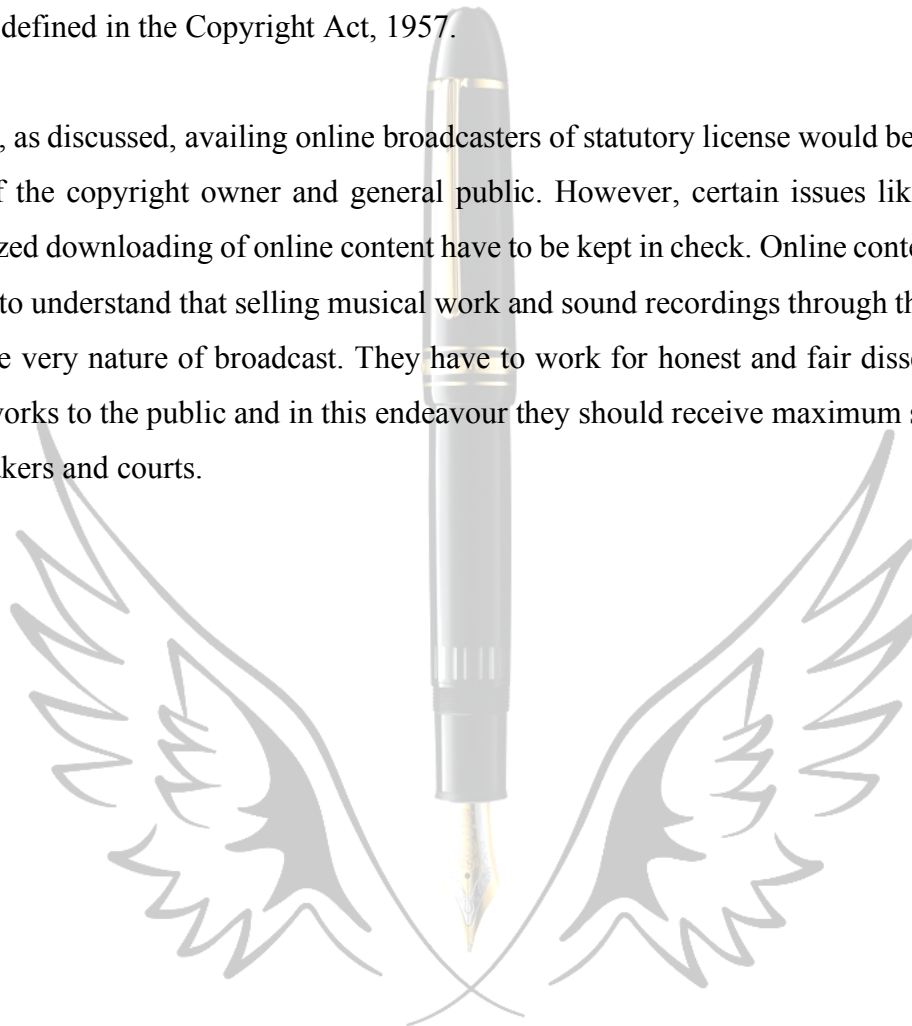 defined in the Copyright Act, 1957.
, as discussed, availing online broadcasters of statutory license would be
f the copyright owner and general public. However, certain issues lik
zed downloading of online content have to be kept in check. Online conte
to understand that selling musical work and sound recordings through th
e very nature of broadcast. They have to work for honest and fair disse
works to the public and in this endeavour they should receive maximum s
kers and courts.